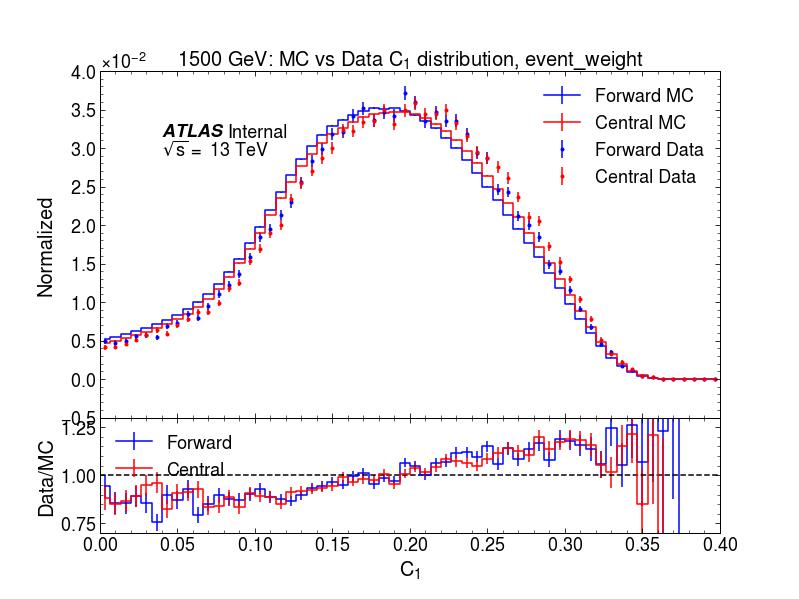 ×10⁻²
1500 GeV: MC vs Data C₁ distribution, event_weight
4.0
3.5
3.0
2.5
2.0
1.5
1.0
0.5
0.0
0.5
Normalized
ATLAS Internal
√s = 13 TeV
Forward MC
Central MC
Forward Data
Central Data
1.25
1.00
0.75
Data/MC
Forward
Central
0.00 0.05 0.10 0.15 0.20 0.25 0.30 0.35 0.40
C₁